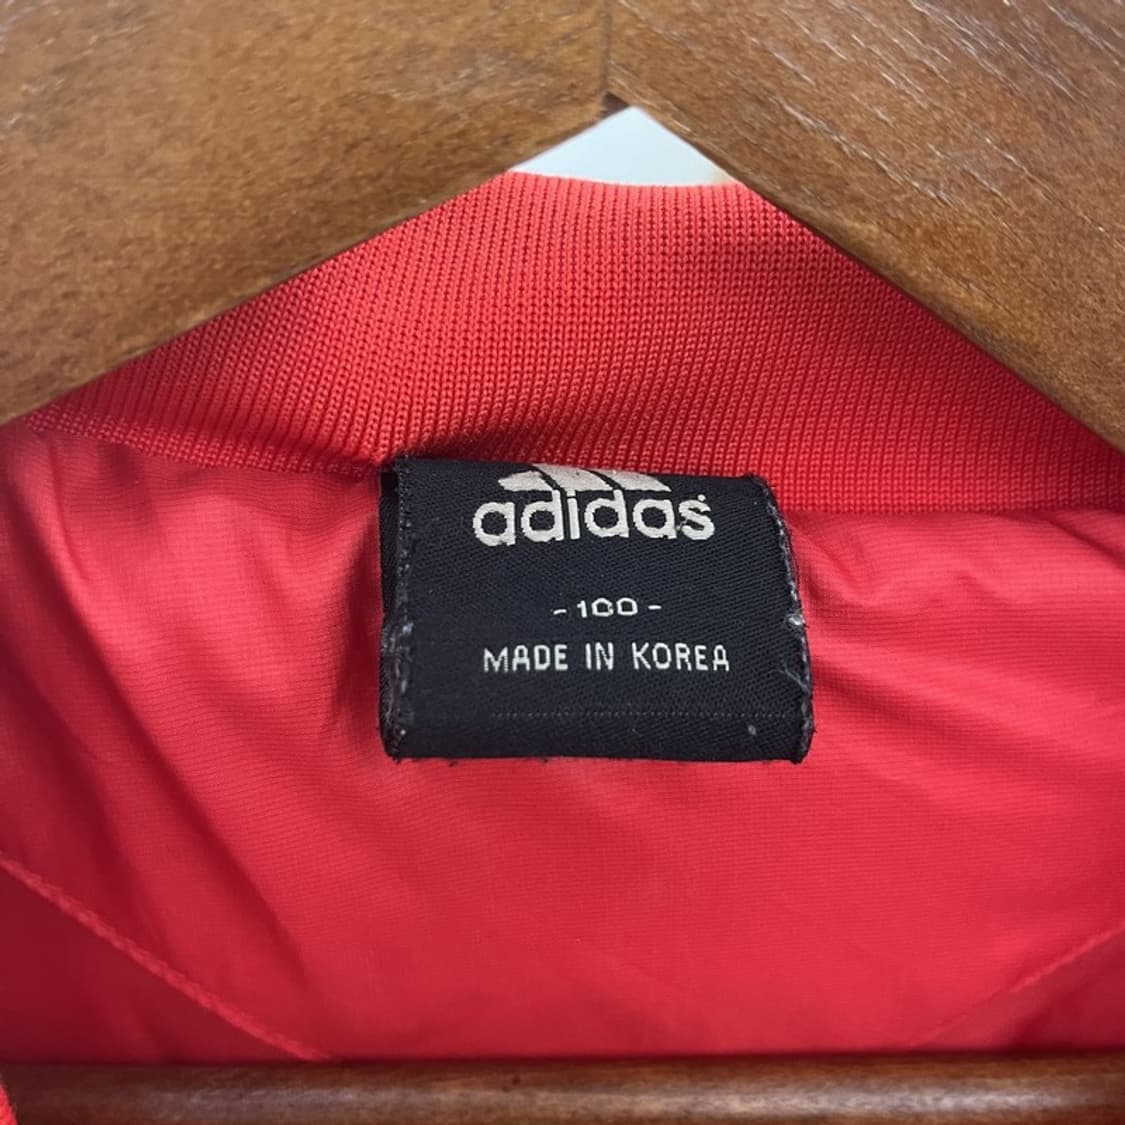 adidas
- 100 -
MADE IN KOREA